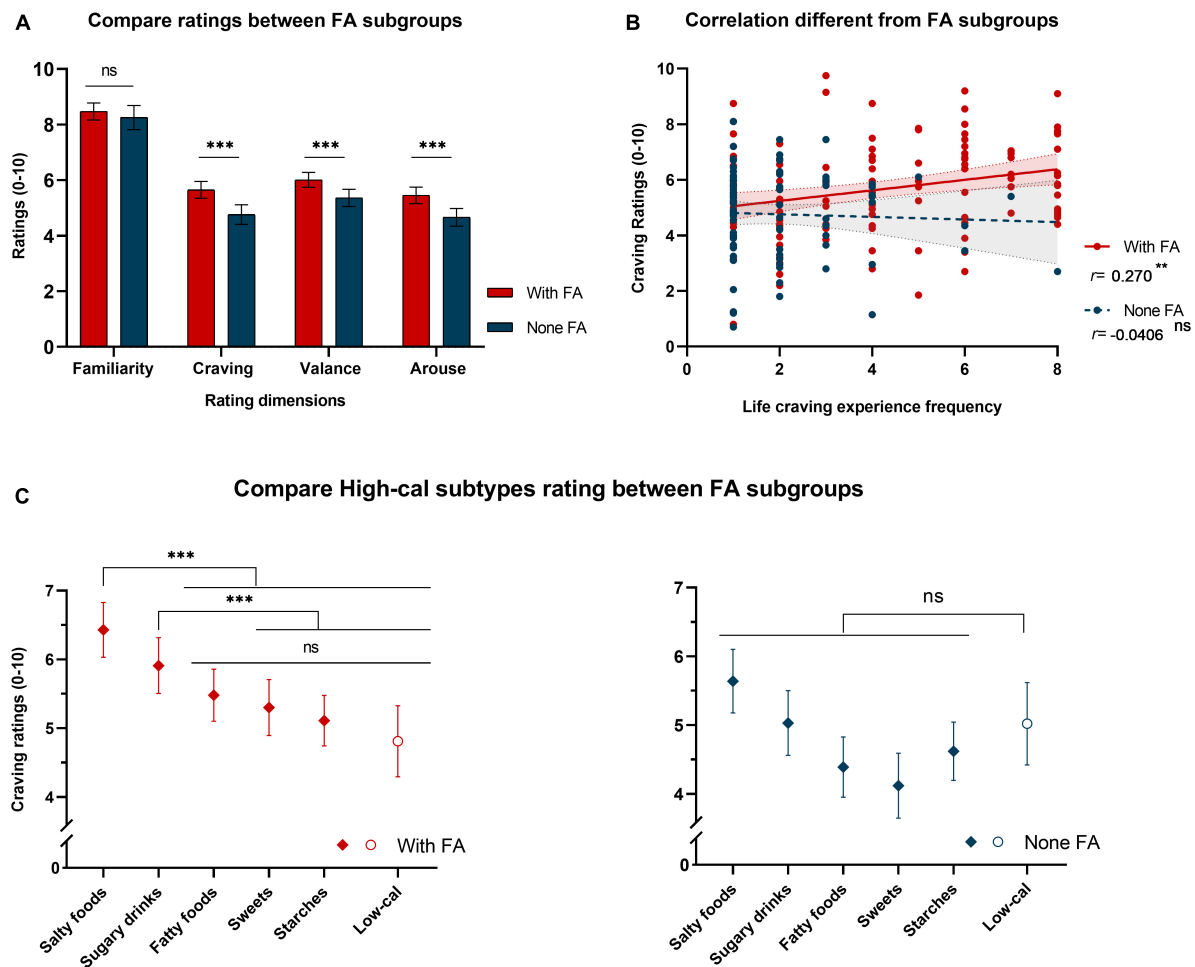 A
Compare ratings between FA subgroups
Ratings (0-10)
10
8
6
4
2
0
ns
***
***
***
Familiarity
Craving
Valance
Arouse
Rating dimensions
With FA
None FA
B
Correlation different from FA subgroups
Craving Ratings (0-10)
10
8
6
4
2
0
0
2
4
6
8
Life craving experience frequency
With FA
r= 0.270 **
None FA
r= -0.0406 ns
C
Compare High-cal subtypes rating between FA subgroups
Craving ratings (0-10)
7
6
5
4
0
***
***
ns
With FA
Salty foods
Sugary drinks
Fatty foods
Sweets
Starches
Low-cal
7
6
5
4
0
ns
None FA
Salty foods
Sugary drinks
Fatty foods
Sweets
Starches
Low-cal